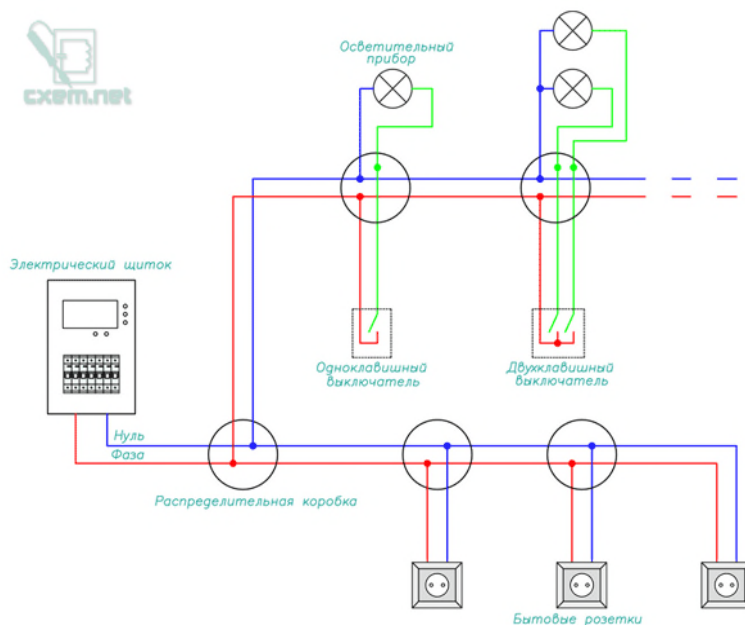 cxem.net
Осветительный
прибор
Электрический щиток
Одноклавишный
выключатель
Двухклавишный
выключатель
Нуль
Фаза
Распределительная коробка
Бытовые розетки